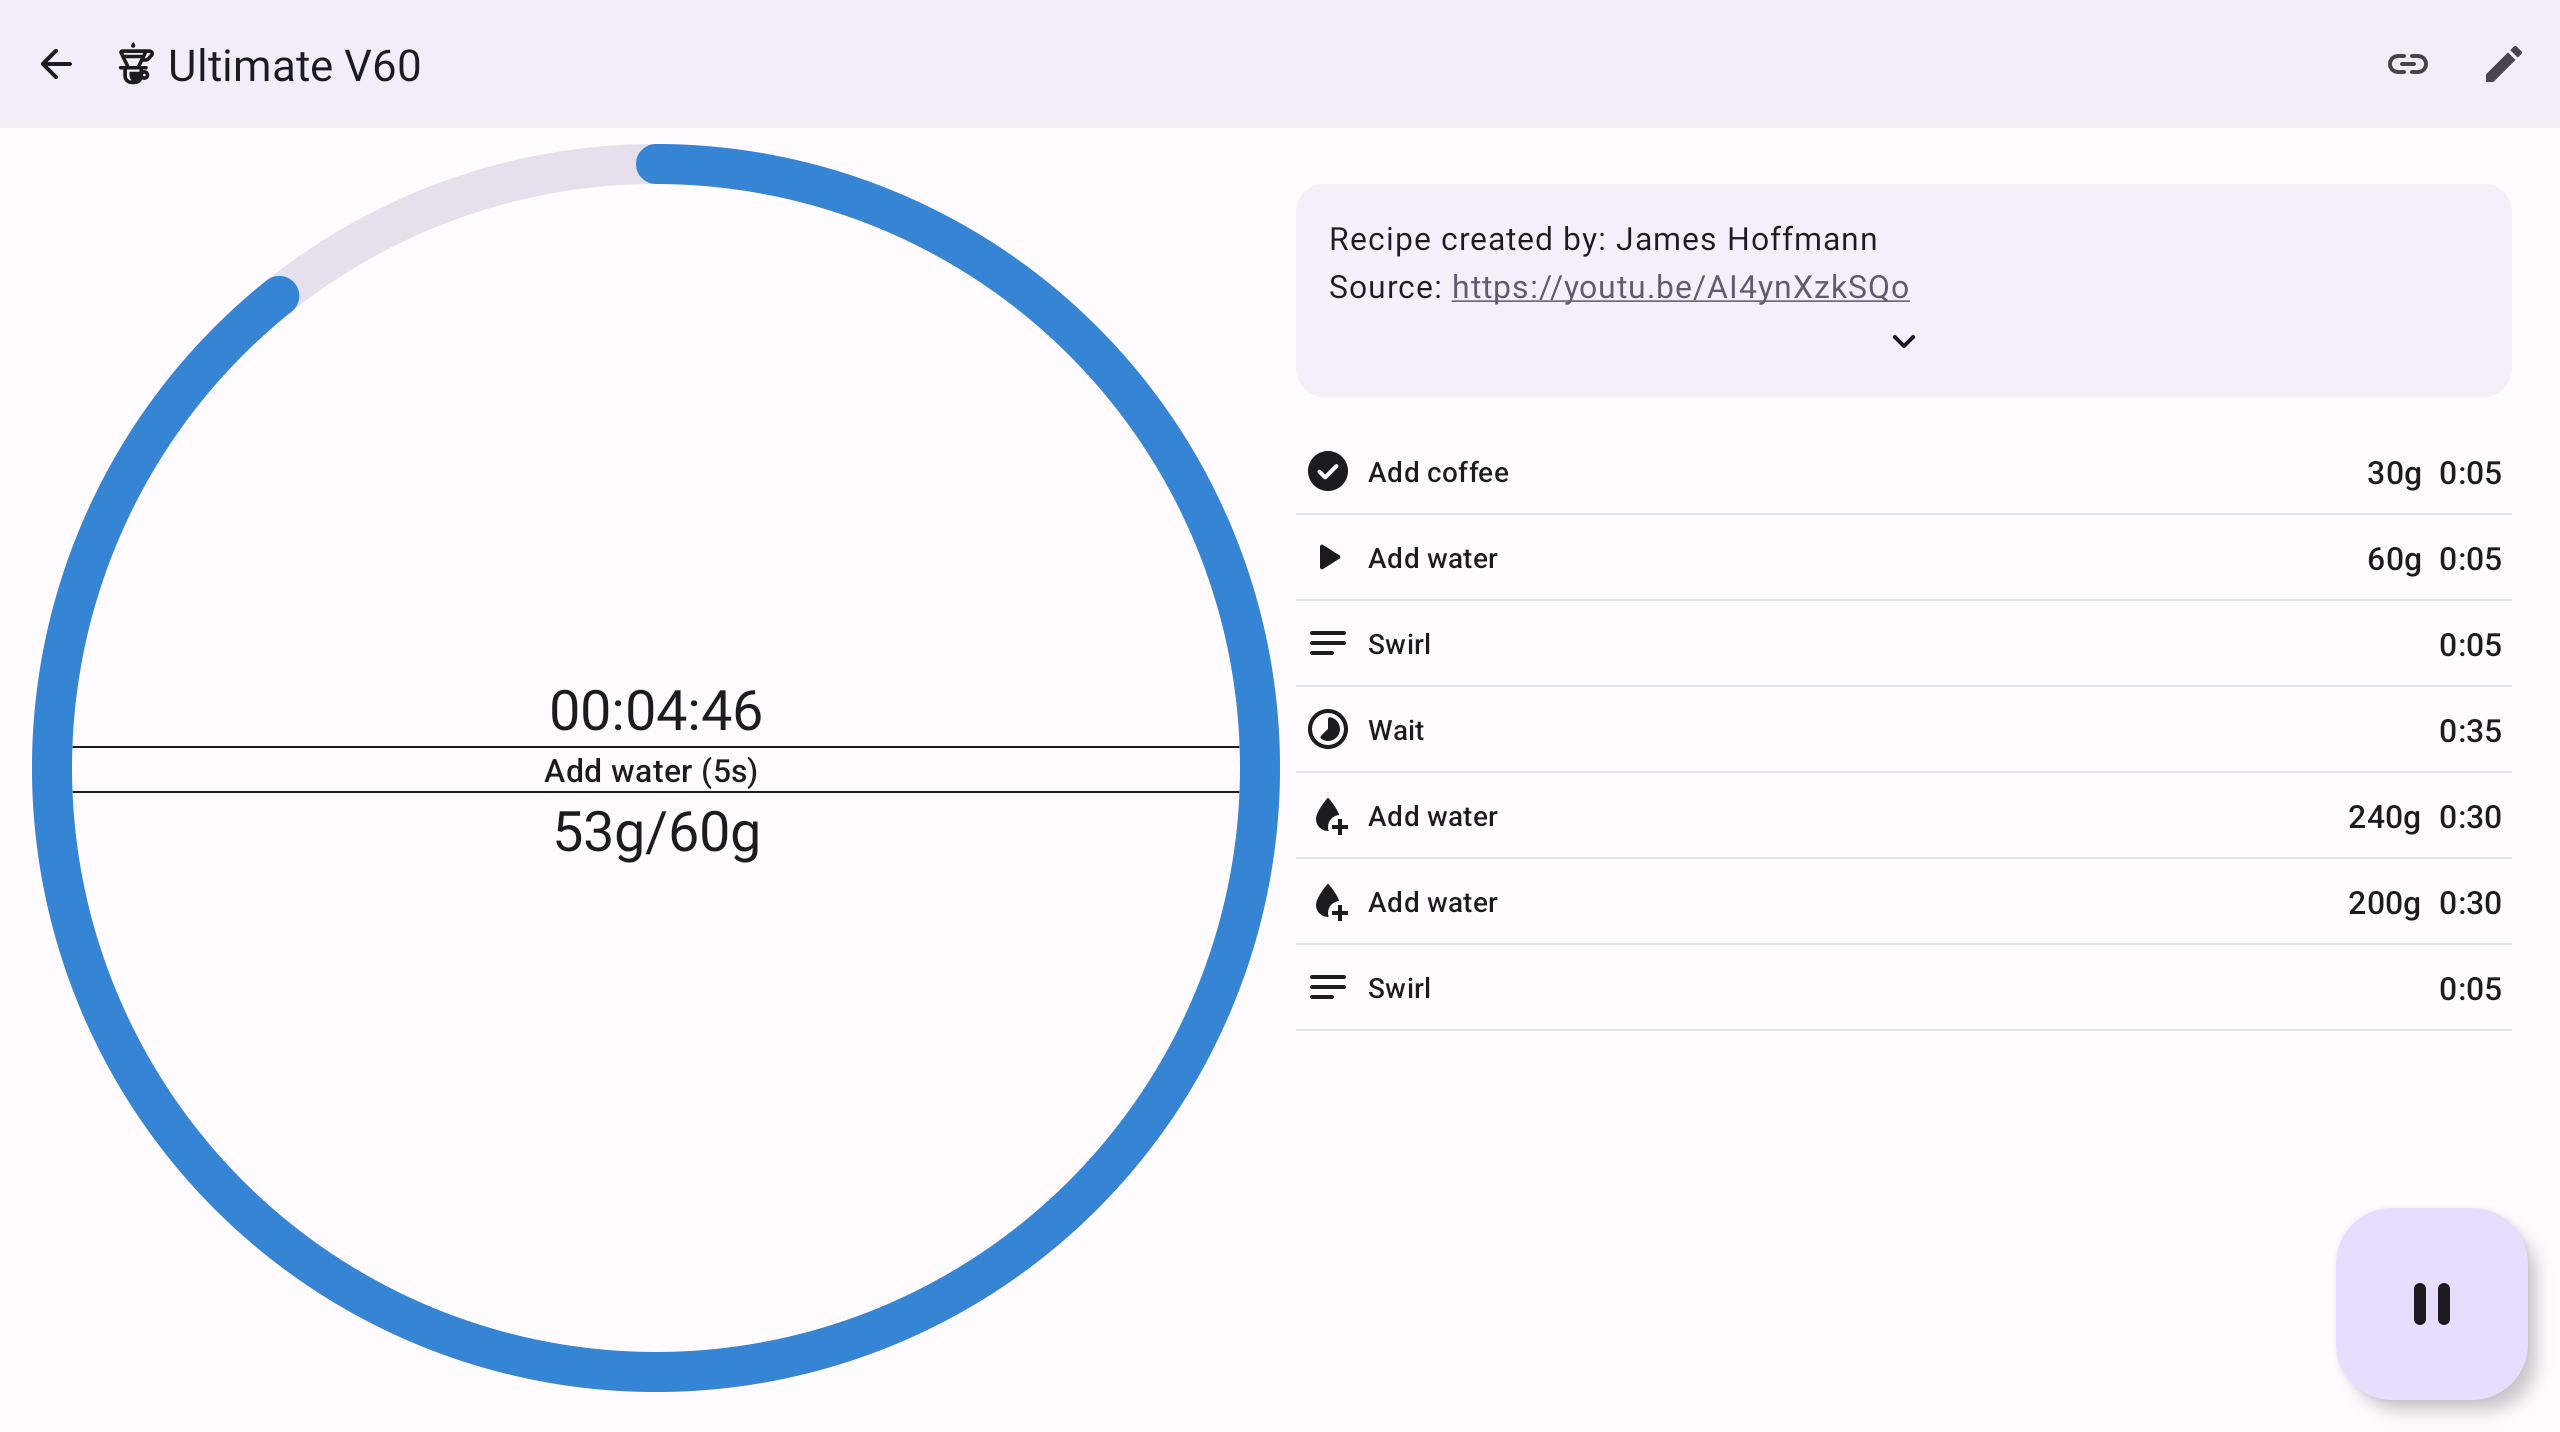 Ultimate V60
00:04:46
Add water (5s)
53g/60g
Recipe created by: James Hoffmann
Source: https://youtu.be/AI4ynXzkSQo
Add coffee 30g 0:05
Add water 60g 0:05
Swirl 0:05
Wait 0:35
Add water 240g 0:30
Add water 200g 0:30
Swirl 0:05